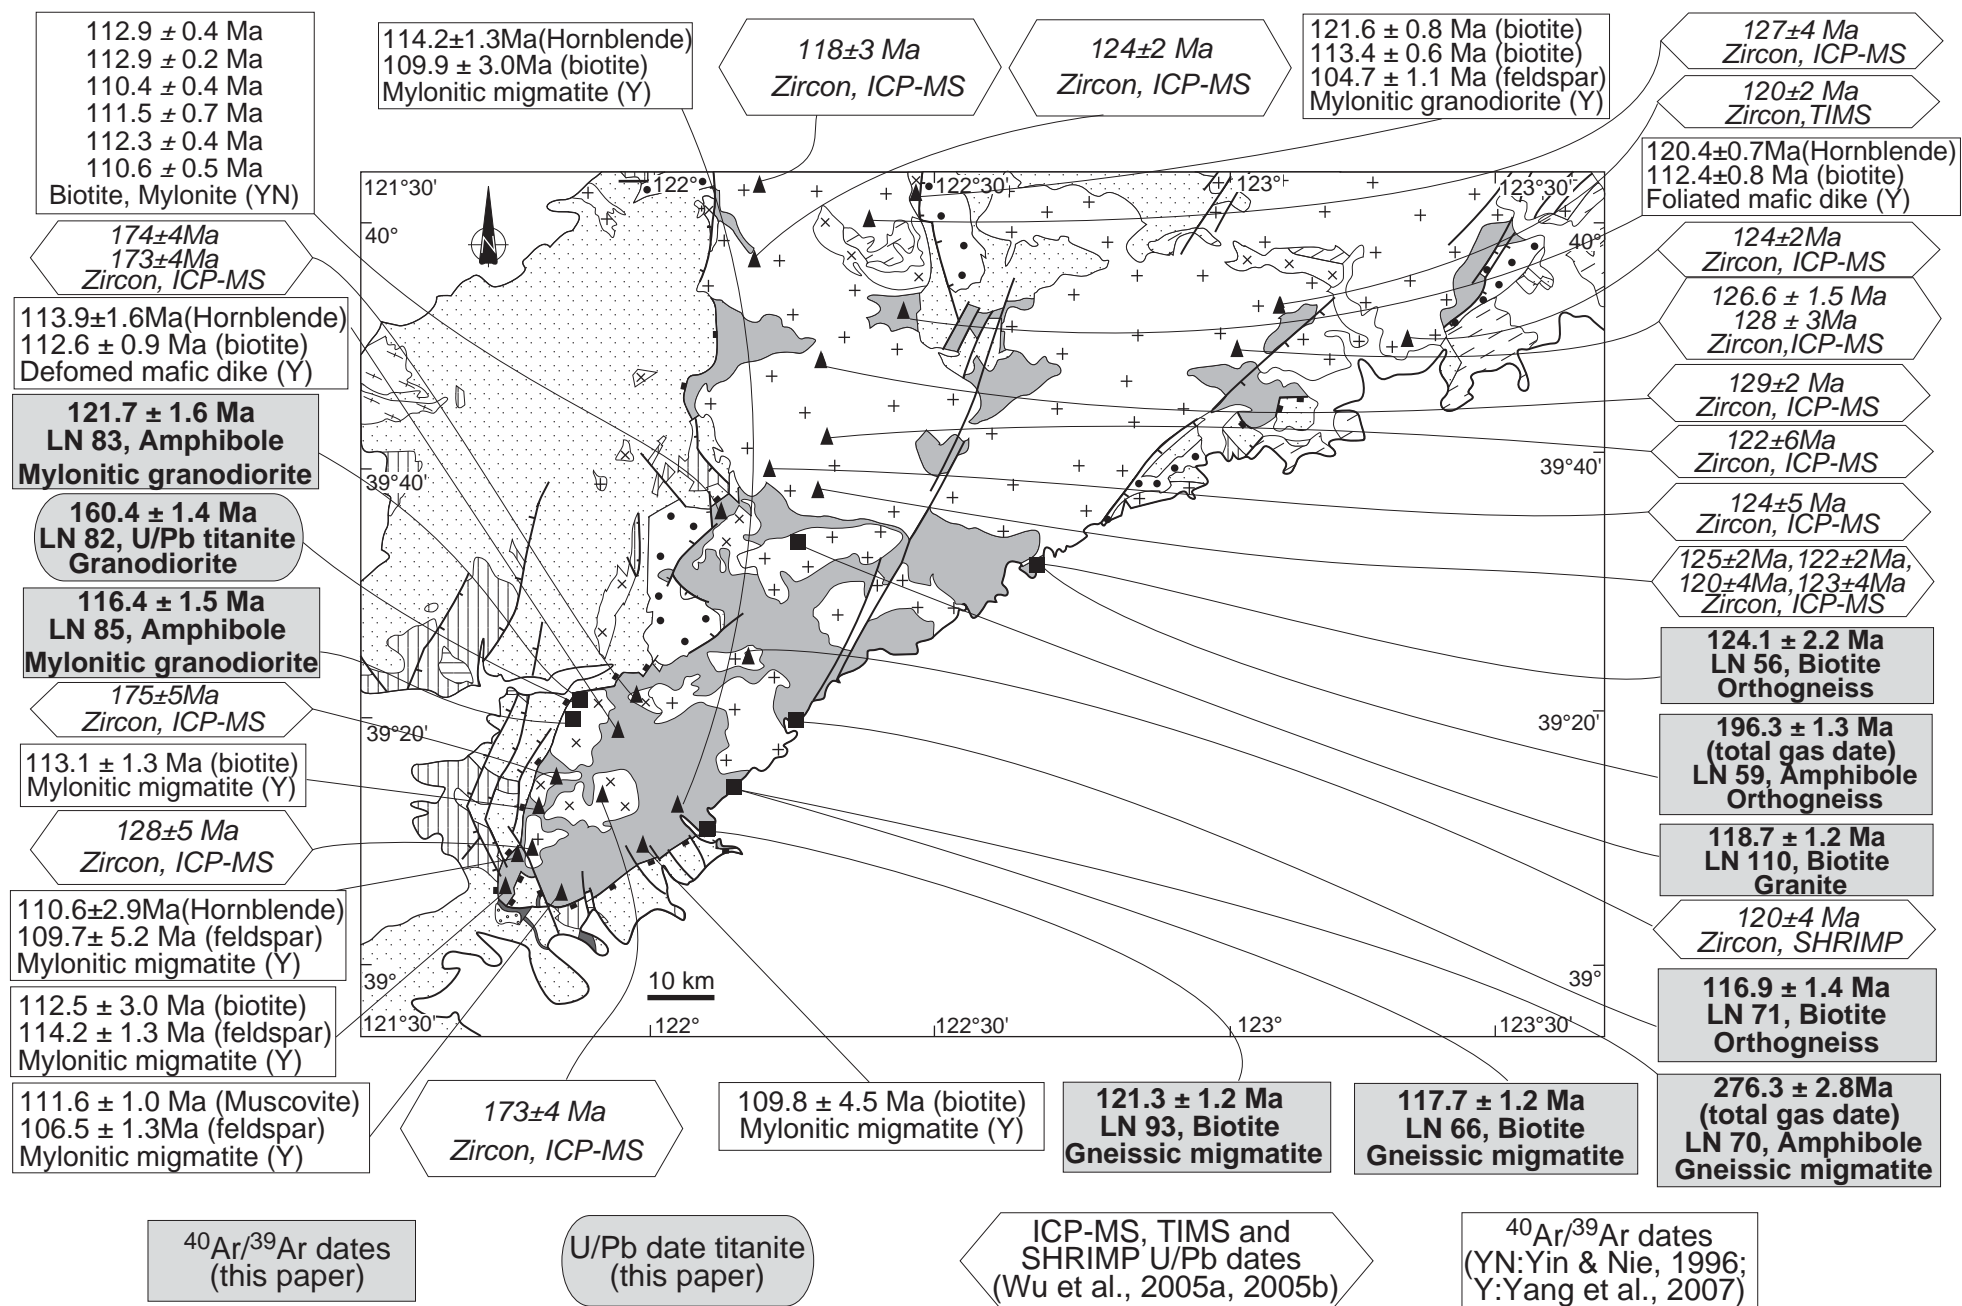 112.9 ± 0.4 Ma
112.9 ± 0.2 Ma
110.4 ± 0.4 Ma
111.5 ± 0.7 Ma
112.3 ± 0.4 Ma
110.6 ± 0.5 Ma
Biotite, Mylonite (YN)
114.2±1.3Ma(Hornblende)
109.9 ± 3.0Ma (biotite)
Mylonitic migmatite (Y)
118±3 Ma
Zircon, ICP-MS
124±2 Ma
Zircon, ICP-MS
121.6 ± 0.8 Ma (biotite)
113.4 ± 0.6 Ma (biotite)
104.7 ± 1.1 Ma (feldspar)
Mylonitic granodiorite (Y)
127±4 Ma
Zircon, ICP-MS
120±2 Ma
Zircon,TIMS
120.4±0.7Ma(Hornblende)
112.4±0.8 Ma (biotite)
Foliated mafic dike (Y)
174±4Ma
173±4Ma
Zircon, ICP-MS
113.9±1.6Ma(Hornblende)
112.6 ± 0.9 Ma (biotite)
Defomed mafic dike (Y)
121.7 ± 1.6 Ma
LN 83, Amphibole
Mylonitic granodiorite
160.4 ± 1.4 Ma
LN 82, U/Pb titanite
Granodiorite
116.4 ± 1.5 Ma
LN 85, Amphibole
Mylonitic granodiorite
175±5Ma
Zircon, ICP-MS
113.1 ± 1.3 Ma (biotite)
Mylonitic migmatite (Y)
128±5 Ma
Zircon, ICP-MS
110.6±2.9Ma(Hornblende)
109.7± 5.2 Ma (feldspar)
Mylonitic migmatite (Y)
112.5 ± 3.0 Ma (biotite)
114.2 ± 1.3 Ma (feldspar)
Mylonitic migmatite (Y)
111.6 ± 1.0 Ma (Muscovite)
106.5 ± 1.3Ma (feldspar)
Mylonitic migmatite (Y)
121°30'
122°
122°30'
123°
123°30'
40°
40°
N
39°40'
39°40'
39°20'
39°20'
39°
39°
10 km
121°30'
122°
122°30'
123°
123°30'
124±2Ma
Zircon, ICP-MS
126.6 ± 1.5 Ma
128 ± 3Ma
Zircon,ICP-MS
129±2 Ma
Zircon, ICP-MS
122±6Ma
Zircon, ICP-MS
124±5 Ma
Zircon, ICP-MS
125±2Ma,122±2Ma,
120±4Ma,123±4Ma
Zircon, ICP-MS
124.1 ± 2.2 Ma
LN 56, Biotite
Orthogneiss
196.3 ± 1.3 Ma
(total gas date)
LN 59, Amphibole
Orthogneiss
118.7 ± 1.2 Ma
LN 110, Biotite
Granite
120±4 Ma
Zircon, SHRIMP
116.9 ± 1.4 Ma
LN 71, Biotite
Orthogneiss
276.3 ± 2.8Ma
(total gas date)
LN 70, Amphibole
Gneissic migmatite
173±4 Ma
Zircon, ICP-MS
109.8 ± 4.5 Ma (biotite)
Mylonitic migmatite (Y)
121.3 ± 1.2 Ma
LN 93, Biotite
Gneissic migmatite
117.7 ± 1.2 Ma
LN 66, Biotite
Gneissic migmatite
⁴⁰Ar/³⁹Ar dates
(this paper)
U/Pb date titanite
(this paper)
ICP-MS, TIMS and
SHRIMP U/Pb dates
(Wu et al., 2005a, 2005b)
⁴⁰Ar/³⁹Ar dates
(YN:Yin & Nie, 1996;
Y:Yang et al., 2007)